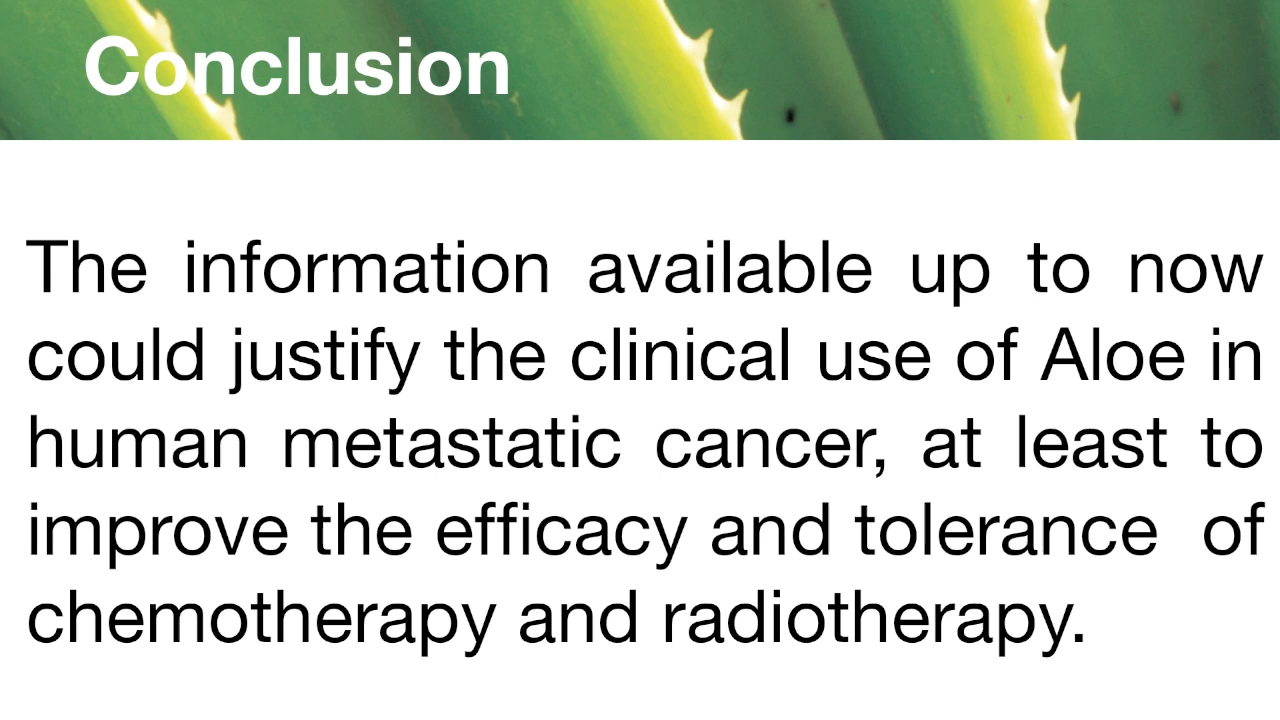 Conclusion
The information available up to now
could justify the clinical use of Aloe in
human metastatic cancer, at least to
improve the efficacy and tolerance of
chemotherapy and radiotherapy.